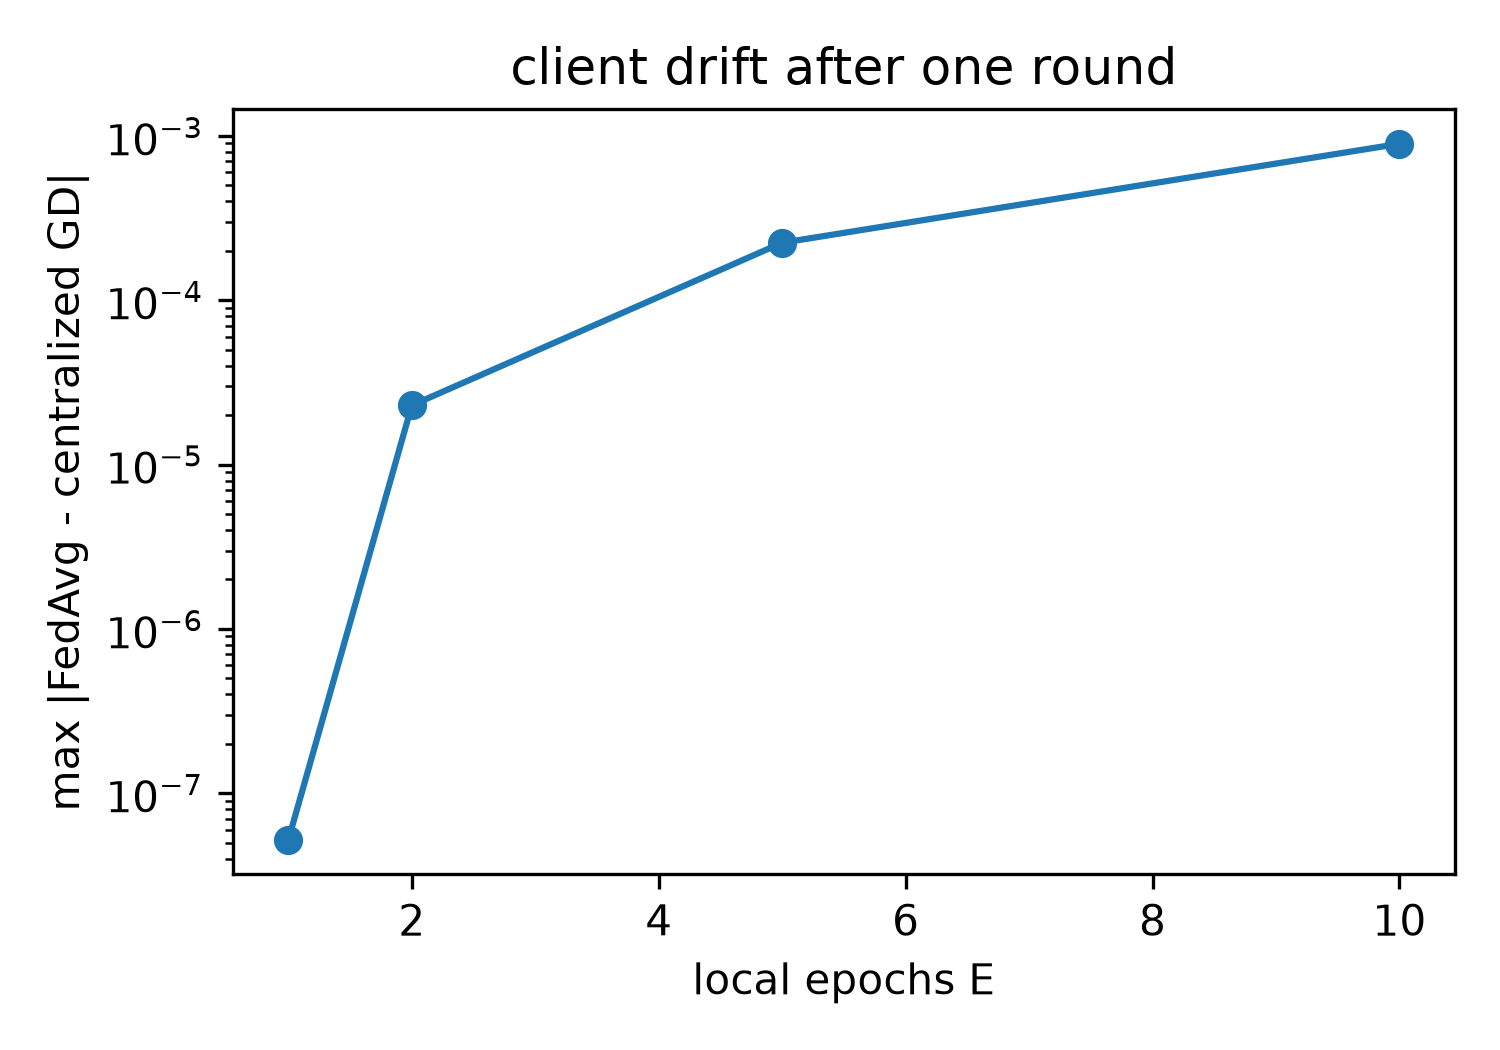 client drift after one round
max |FedAvg - centralized GD|
10⁻³
10⁻⁴
10⁻⁵
10⁻⁶
10⁻⁷
2 4 6 8 10
local epochs E